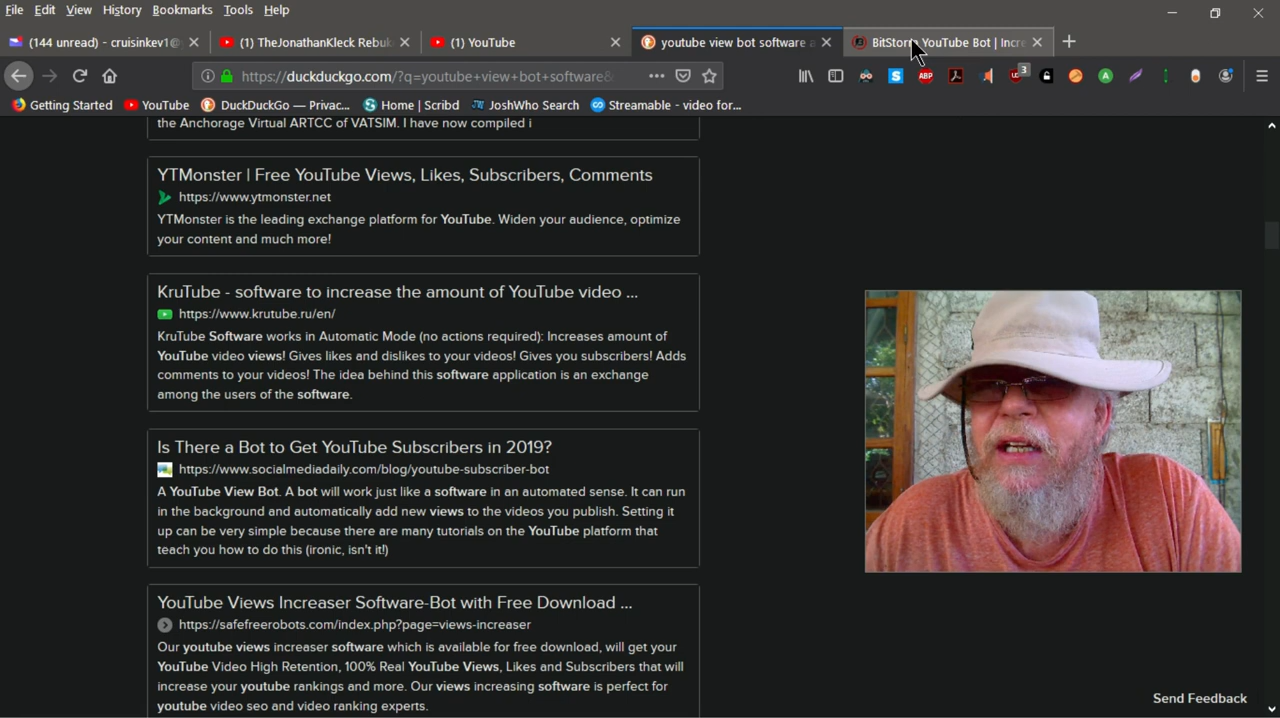 File Edit View History Bookmarks Tools Help
(144 unread) - cruisinkev1@
(1) TheJonathanKleck Rebuk
(1) YouTube
youtube view bot software a
YouTube Bot | Incre
https://www.duckduckgo.com/?q=youtube+view+bot+software&
ABP
3
Getting Started YouTube DuckDuckGo — Privac... Home | Scribd JoshWho Search Streamable - video for...
the Anchorage Virtual ARTCC of VATSIM. I have now compiled i
YTMonster | Free YouTube Views, Likes, Subscribers, Comments
https://www.ytmonster.net
YTMonster is the leading exchange platform for YouTube. Widen your audience, optimize
your content and much more!
KruTube - software to increase the amount of YouTube video ...
https://www.krutube.ru/en/
KruTube Software works in Automatic Mode (no actions required): Increases amount of
YouTube video views! Gives likes and dislikes to your videos! Gives you subscribers! Adds
comments to your videos! The idea behind this software application is an exchange
among the users of the software.
Is There a Bot to Get YouTube Subscribers in 2019?
https://www.socialmediadaily.com/blog/youtube-subscriber-bot
A YouTube View Bot. A bot will work just like a software in an automated sense. It can run
in the background and automatically add new views to the videos you publish. Setting it
up can be very simple because there are many tutorials on the YouTube platform that
teach you how to do this (ironic, isn't it!)
YouTube Views Increaser Software-Bot with Free Download ...
https://safefreerobots.com/index.php?page=views-increaser
Our youtube views increaser software which is available for free download, will get your
YouTube Video High Retention, 100% Real YouTube Views, Likes and Subscribers that will
increase your youtube rankings and more. Our views increasing software is perfect for
youtube video seo and video ranking experts.
Send Feedback